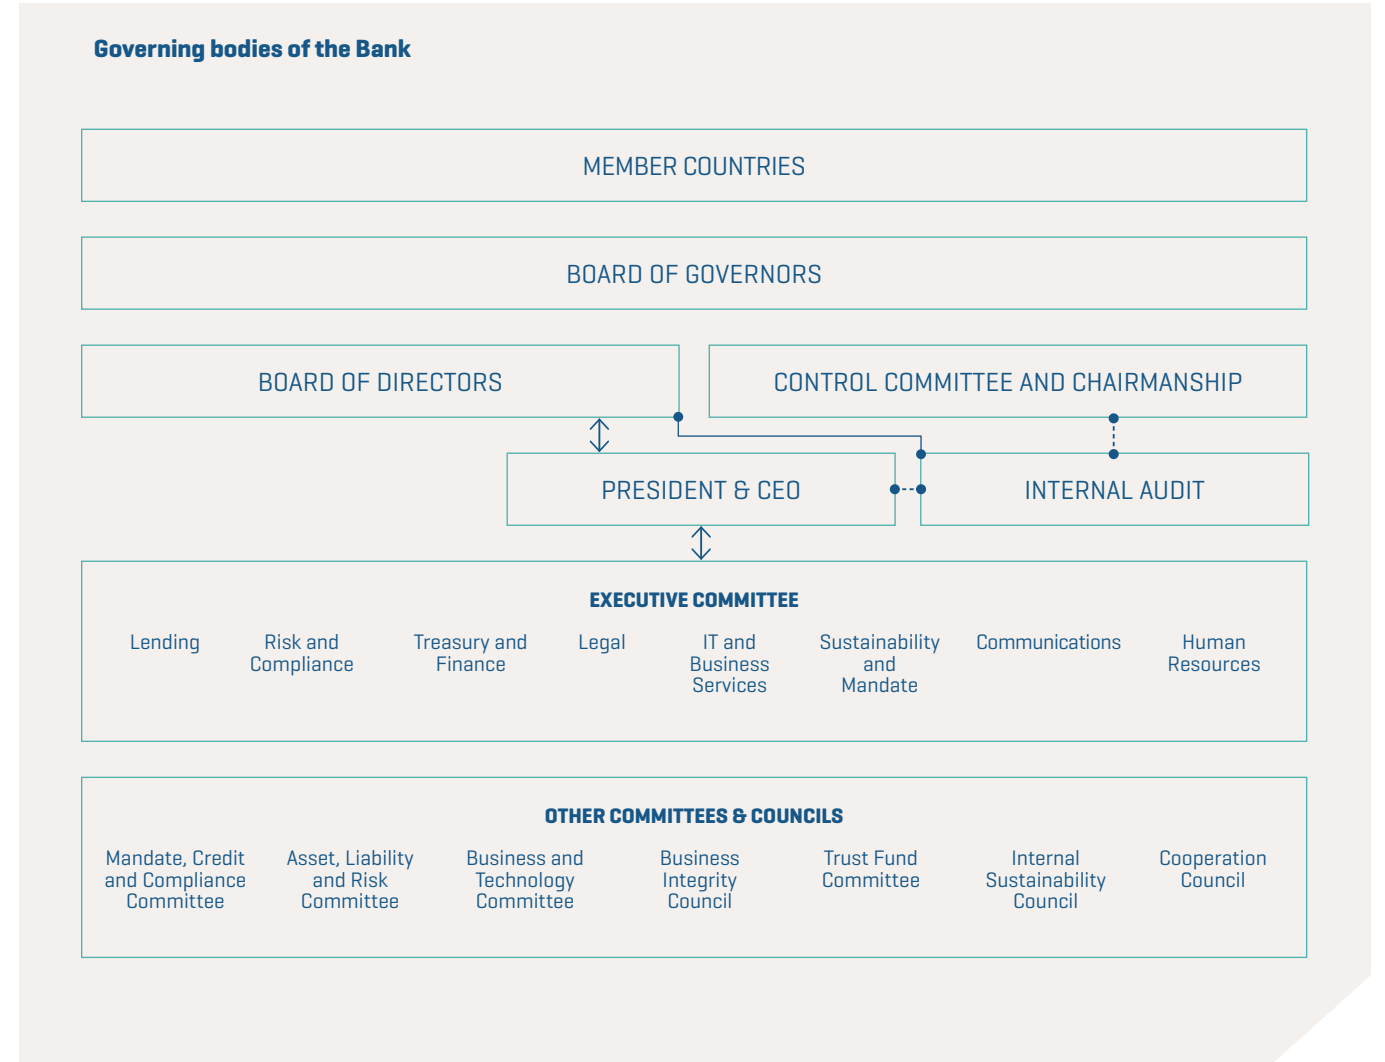 Governing bodies of the Bank
MEMBER COUNTRIES
BOARD OF GOVERNORS
BOARD OF DIRECTORS
CONTROL COMMITTEE AND CHAIRMANSHIP
PRESIDENT & CEO
INTERNAL AUDIT
EXECUTIVE COMMITTEE
Lending
Risk and
Compliance
Treasury and
Finance
Legal
IT and
Business
Services
Sustainability
and
Mandate
Communications
Human
Resources
OTHER COMMITTEES & COUNCILS
Mandate, Credit
and Compliance
Committee
Asset, Liability
and Risk
Committee
Business and
Technology
Committee
Business
Integrity
Council
Trust Fund
Committee
Internal
Sustainability
Council
Cooperation
Council